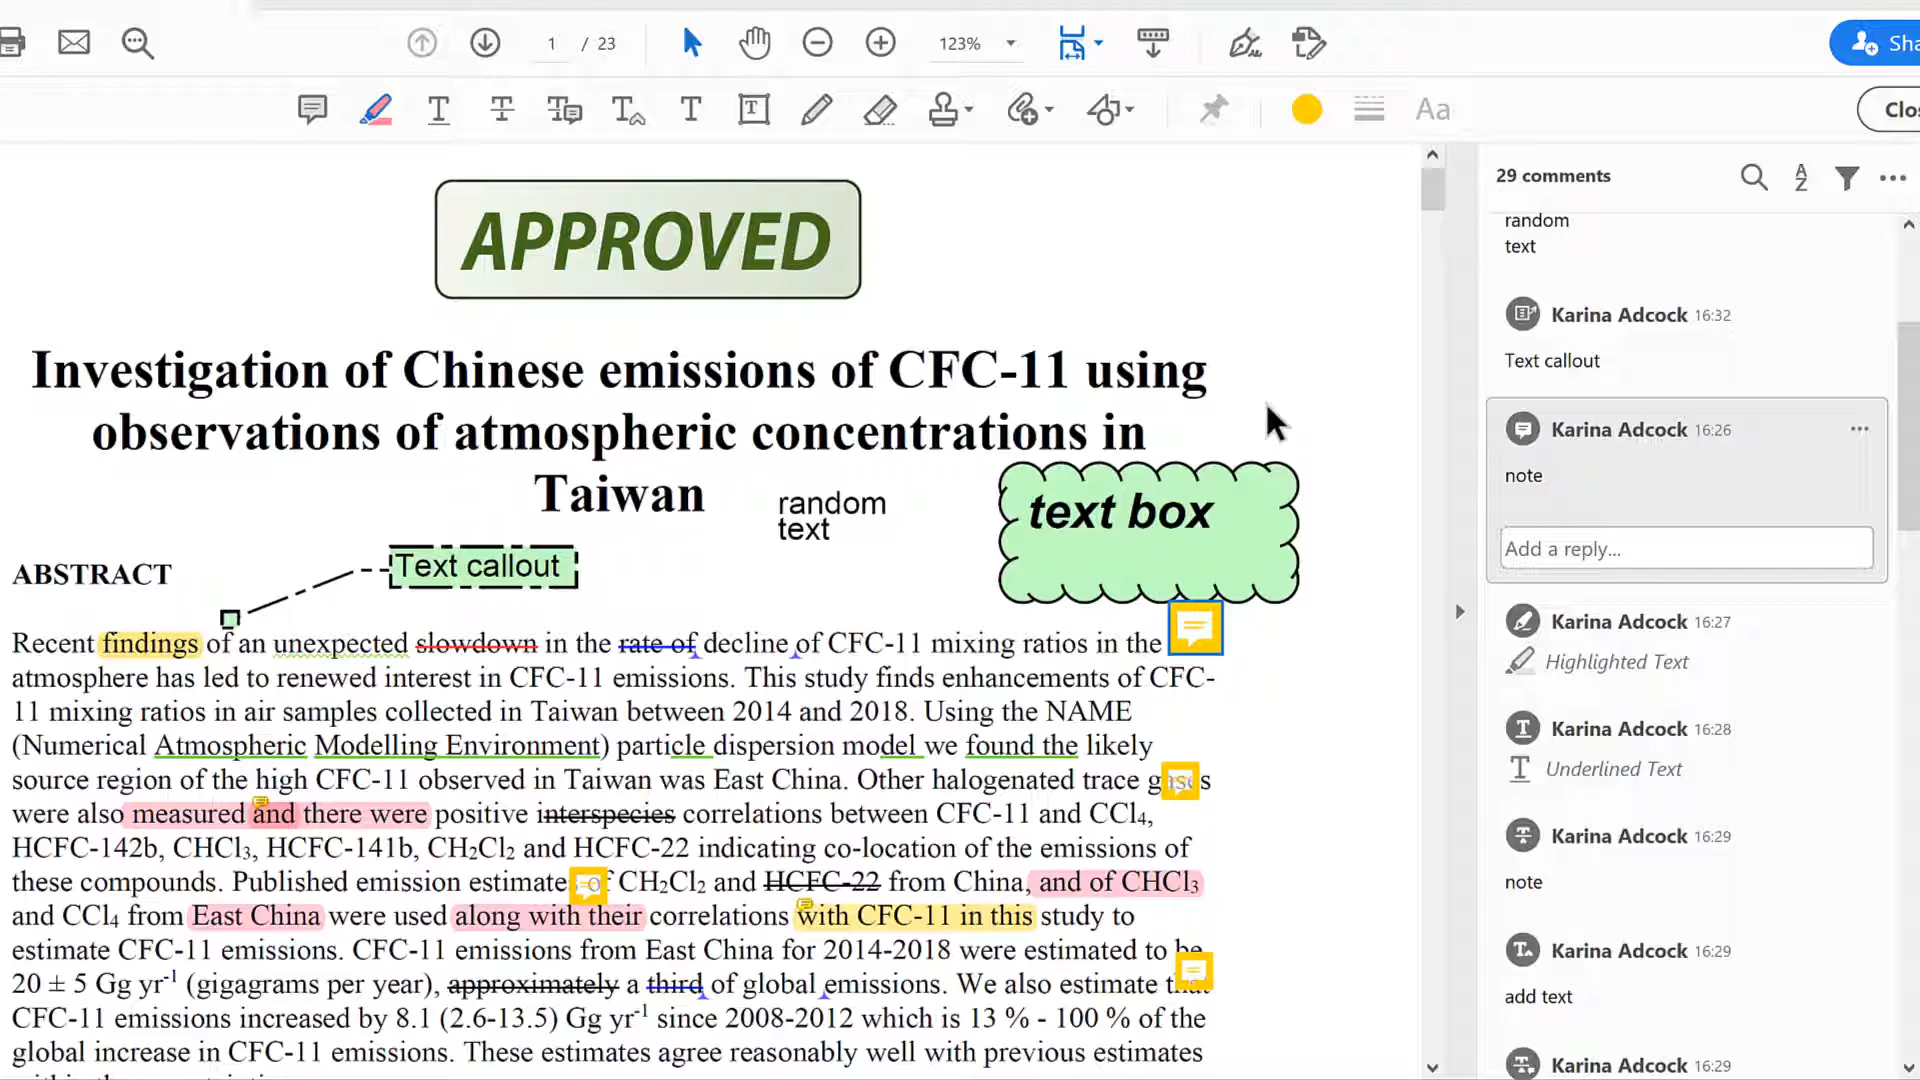 1 / 23
123%
Sha
Aa
Clo
APPROVED
Investigation of Chinese emissions of CFC-11 using
observations of atmospheric concentrations in
Taiwan
random
text
text box
Text callout
ABSTRACT
Recent findings of an unexpected slowdown in the rate of decline of CFC-11 mixing ratios in the
atmosphere has led to renewed interest in CFC-11 emissions. This study finds enhancements of CFC-
11 mixing ratios in air samples collected in Taiwan between 2014 and 2018. Using the NAME
(Numerical Atmospheric Modelling Environment) particle dispersion model we found the likely
source region of the high CFC-11 observed in Taiwan was East China. Other halogenated trace gases
were also measured and there were positive interspecies correlations between CFC-11 and CCl₄,
HCFC-142b, CHCl₃, HCFC-141b, CH₂Cl₂ and HCFC-22 indicating co-location of the emissions of
these compounds. Published emission estimates of CH₂Cl₂ and HCFC-22 from China, and of CHCl₃
and CCl₄ from East China were used along with their correlations with CFC-11 in this study to
estimate CFC-11 emissions. CFC-11 emissions from East China for 2014-2018 were estimated to be
20 ± 5 Gg yr⁻¹ (gigagrams per year), approximately a third of global emissions. We also estimate that
CFC-11 emissions increased by 8.1 (2.6-13.5) Gg yr⁻¹ since 2008-2012 which is 13 % - 100 % of the
global increase in CFC-11 emissions. These estimates agree reasonably well with previous estimates
29 comments
random
text
Karina Adcock 16:32
Text callout
Karina Adcock 16:26
note
Add a reply...
Karina Adcock 16:27
Highlighted Text
Karina Adcock 16:28
Underlined Text
Karina Adcock 16:29
note
Karina Adcock 16:29
add text
Karina Adcock 16:29